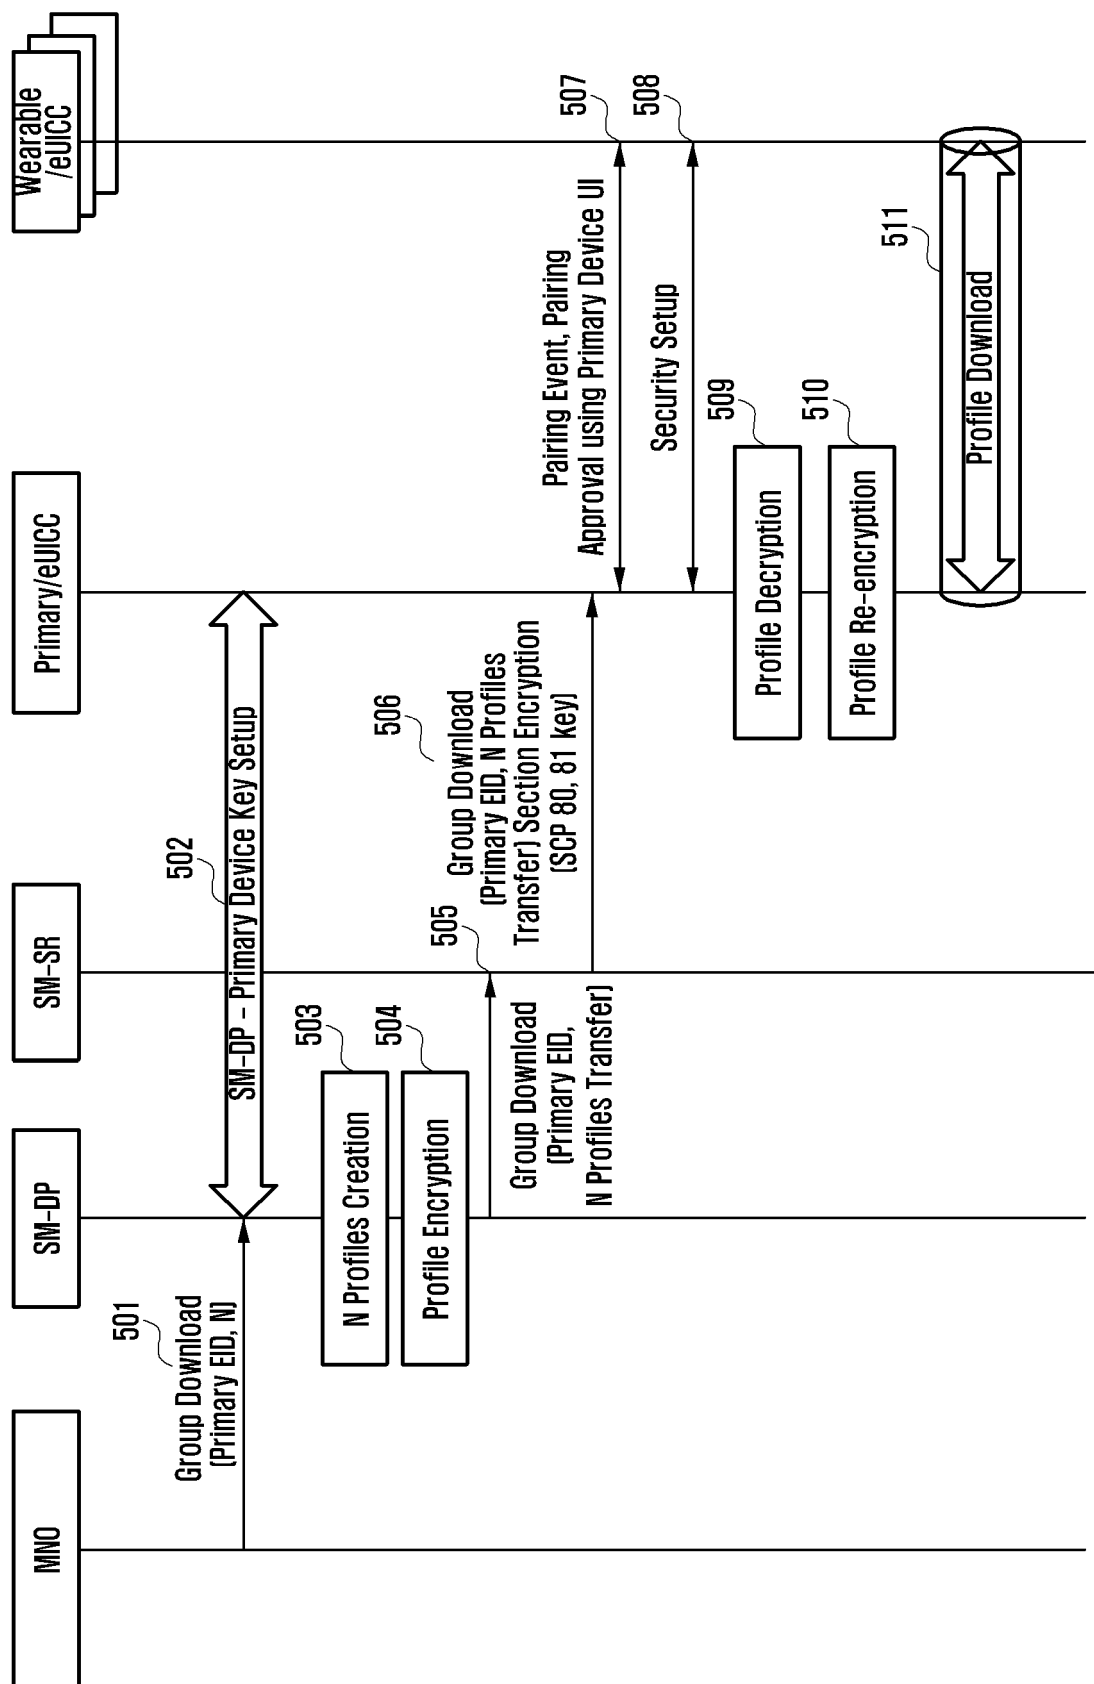 MNO
SM-DP
SM-SR
Primary/eUICC
Wearable
/eUICC
501
Group Download
(Primary EID, N)
502
SM-DP - Primary Device Key Setup
503
N Profiles Creation
504
Profile Encryption
505
Group Download
(Primary EID,
N Profiles Transfer)
506
Group Download
(Primary EID, N Profiles
Transfer) Section Encryption
(SCP 80, 81 key)
507
Pairing Event, Pairing
Approval using Primary Device UI
508
Security Setup
509
Profile Decryption
510
Profile Re-encryption
511
Profile Download